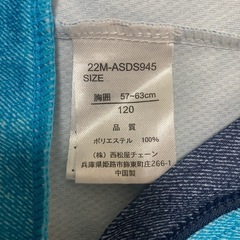 22M-ASDS945
SIZE
胸囲 57~63cm
120
品質
ポリエステル 100%
(株)西松屋チェーン
兵庫県姫路市飾東町庄266-1
中国製